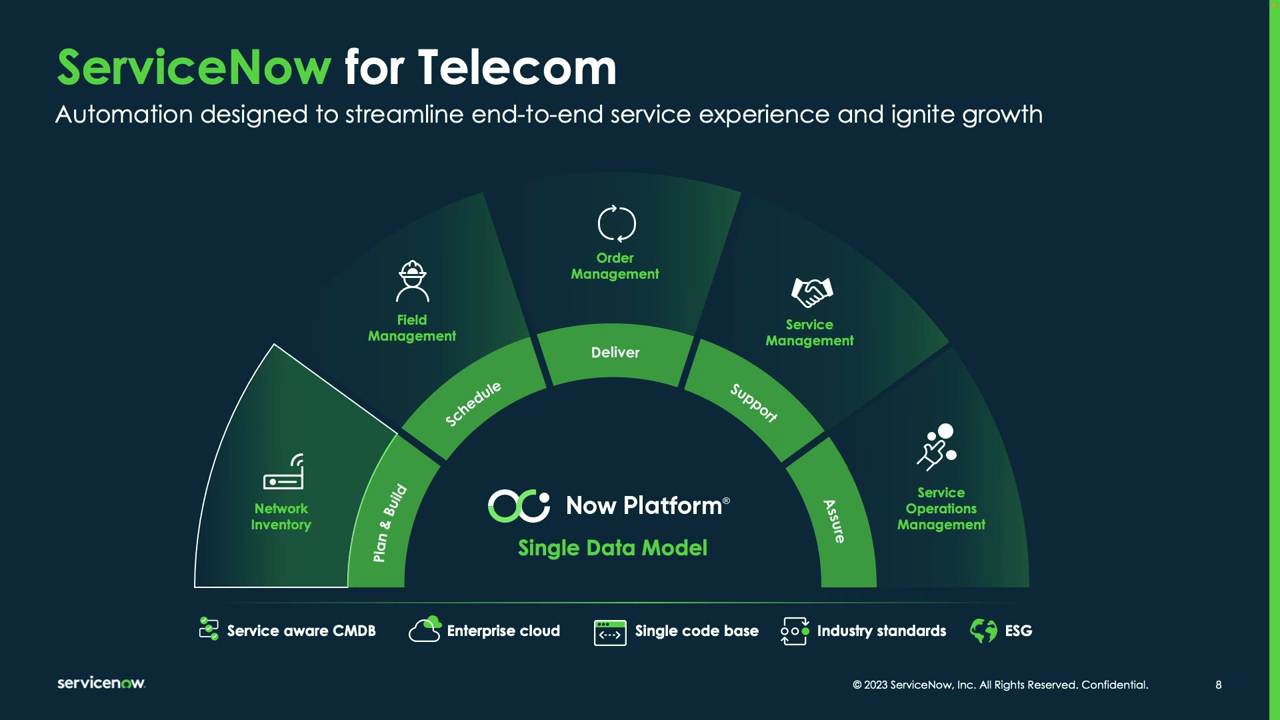 ServiceNow for Telecom
Automation designed to streamline end-to-end service experience and ignite growth
Network
Inventory
Plan & Build
Field
Management
Schedule
Order
Management
Deliver
Service
Management
Support
Service
Operations
Management
Assure
Now Platform®
Single Data Model
Service aware CMDB
Enterprise cloud
Single code base
Industry standards
ESG
servicenow.
© 2023 ServiceNow, Inc. All Rights Reserved. Confidential.
8